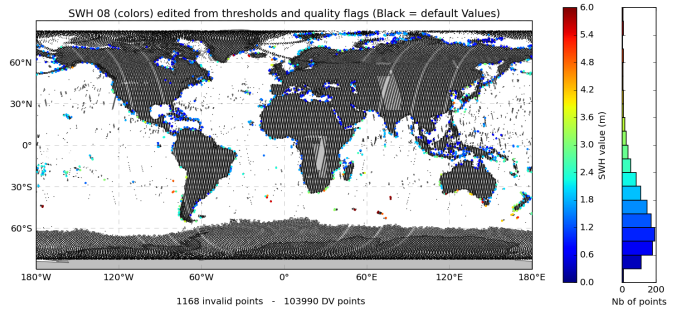 SWH 08 (colors) edited from thresholds and quality flags (Black = default Values)
60°N
30°N
0°
30°S
60°S
180°W 120°W 60°W 0° 60°E 120°E 180°E
1168 invalid points - 103990 DV points
6.0
5.4
4.8
4.2
3.6
3.0
2.4
1.8
1.2
0.6
0.0
SWH value (m)
0 200
Nb of points